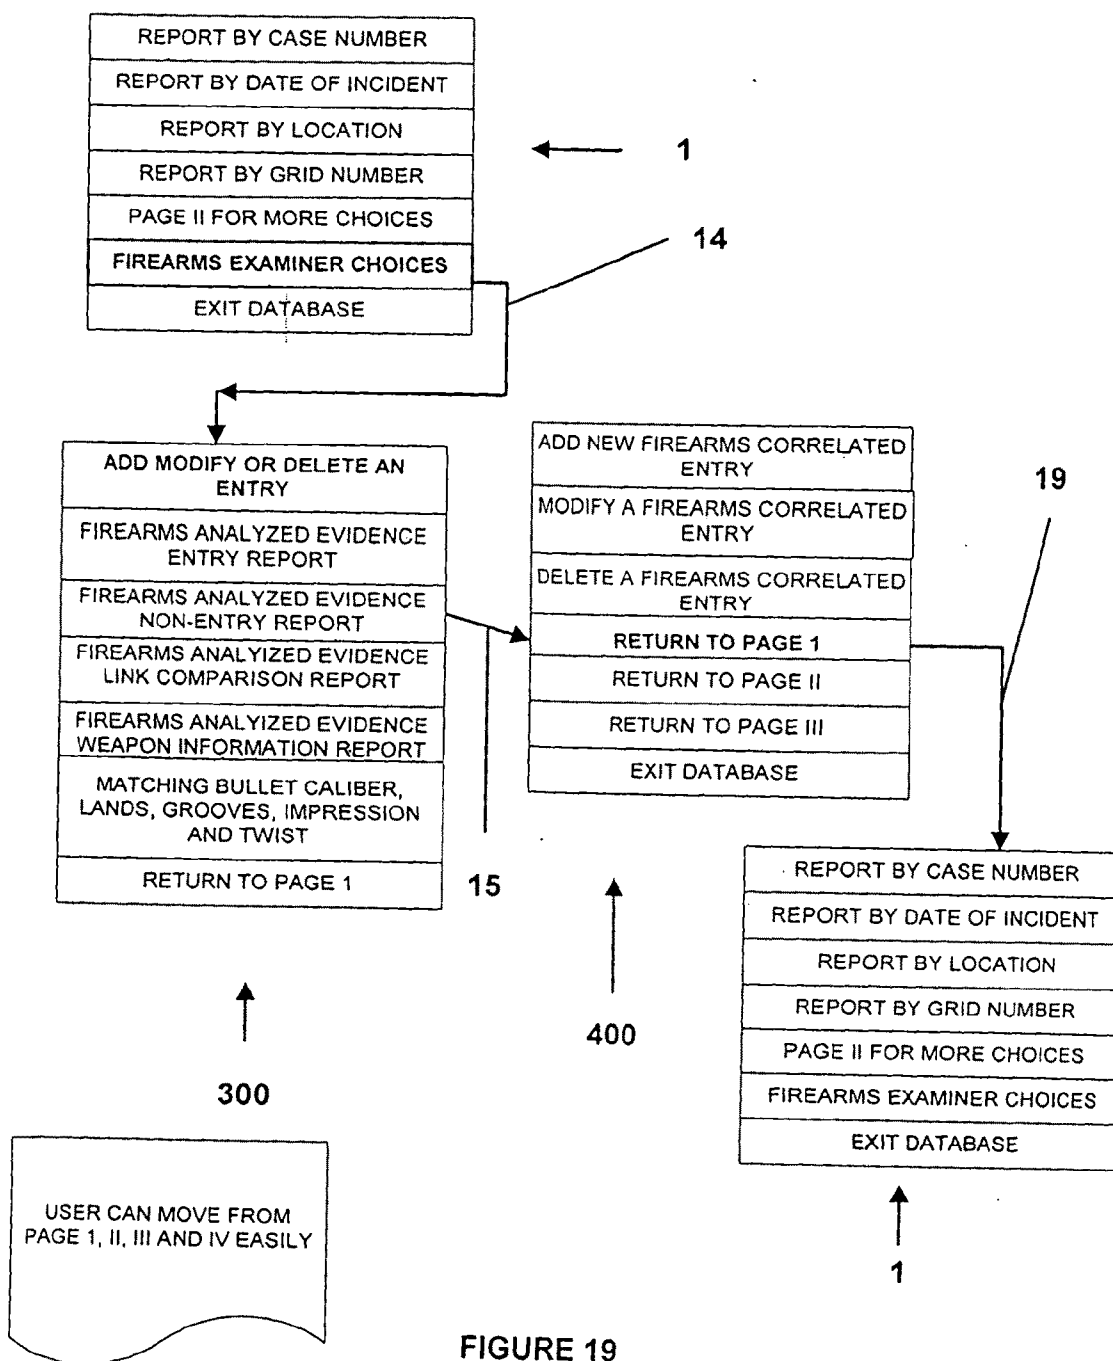 REPORT BY CASE NUMBER
REPORT BY DATE OF INCIDENT
REPORT BY LOCATION
REPORT BY GRID NUMBER
PAGE II FOR MORE CHOICES
FIREARMS EXAMINER CHOICES
EXIT DATABASE
1
14
ADD MODIFY OR DELETE AN
ENTRY
FIREARMS ANALYZED EVIDENCE
ENTRY REPORT
FIREARMS ANALYZED EVIDENCE
NON-ENTRY REPORT
FIREARMS ANALYIZED EVIDENCE
LINK COMPARISON REPORT
FIREARMS ANALYIZED EVIDENCE
WEAPON INFORMATION REPORT
MATCHING BULLET CALIBER,
LANDS, GROOVES, IMPRESSION
AND TWIST
RETURN TO PAGE 1
15
300
ADD NEW FIREARMS CORRELATED
ENTRY
MODIFY A FIREARMS CORRELATED
ENTRY
DELETE A FIREARMS CORRELATED
ENTRY
RETURN TO PAGE 1
RETURN TO PAGE II
RETURN TO PAGE III
EXIT DATABASE
19
400
REPORT BY CASE NUMBER
REPORT BY DATE OF INCIDENT
REPORT BY LOCATION
REPORT BY GRID NUMBER
PAGE II FOR MORE CHOICES
FIREARMS EXAMINER CHOICES
EXIT DATABASE
1
USER CAN MOVE FROM
PAGE 1, II, III AND IV EASILY
FIGURE 19